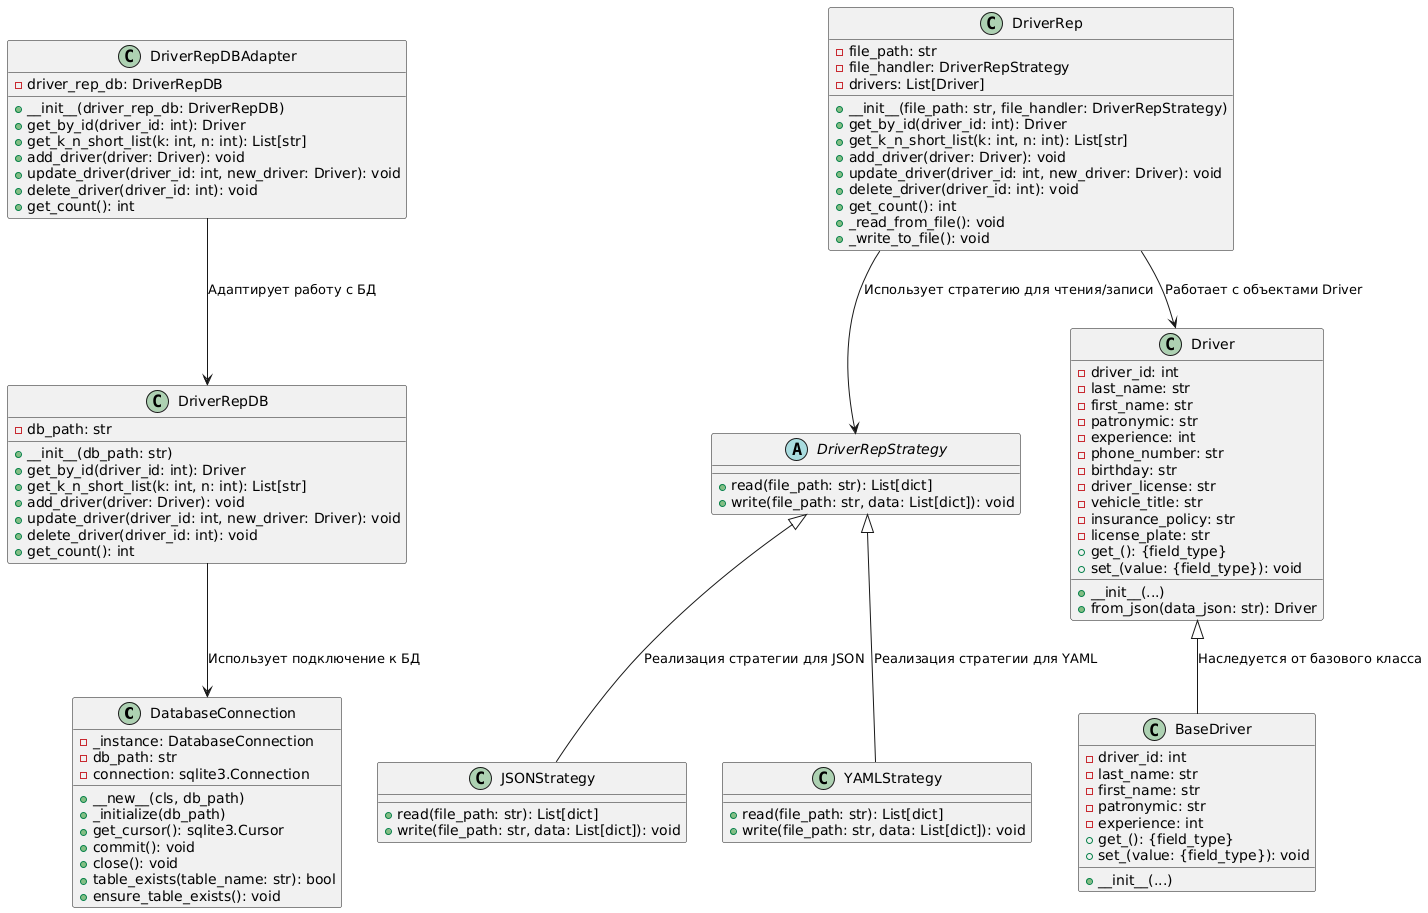 C DriverRepDBAdapter
driver_rep_db: DriverRepDB
__init__(driver_rep_db: DriverRepDB)
get_by_id(driver_id: int): Driver
get_k_n_short_list(k: int, n: int): List[str]
add_driver(driver: Driver): void
update_driver(driver_id: int, new_driver: Driver): void
delete_driver(driver_id: int): void
get_count(): int
C DriverRep
file_path: str
file_handler: DriverRepStrategy
drivers: List[Driver]
__init__(file_path: str, file_handler: DriverRepStrategy)
get_by_id(driver_id: int): Driver
get_k_n_short_list(k: int, n: int): List[str]
add_driver(driver: Driver): void
update_driver(driver_id: int, new_driver: Driver): void
delete_driver(driver_id: int): void
get_count(): int
_read_from_file(): void
_write_to_file(): void
Адаптирует работу с БД
Использует стратегию для чтения/записи
Работает с объектами Driver
C DriverRepDB
db_path: str
__init__(db_path: str)
get_by_id(driver_id: int): Driver
get_k_n_short_list(k: int, n: int): List[str]
add_driver(driver: Driver): void
update_driver(driver_id: int, new_driver: Driver): void
delete_driver(driver_id: int): void
get_count(): int
A DriverRepStrategy
read(file_path: str): List[dict]
write(file_path: str, data: List[dict]): void
C Driver
driver_id: int
last_name: str
first_name: str
patronymic: str
experience: int
phone_number: str
birthday: str
driver_license: str
vehicle_title: str
insurance_policy: str
license_plate: str
get_(): {field_type}
set_(value: {field_type}): void
__init__(...)
from_json(data_json: str): Driver
Использует подключение к БД
Реализация стратегии для JSON
Реализация стратегии для YAML
Наследуется от базового класса
C DatabaseConnection
_instance: DatabaseConnection
db_path: str
connection: sqlite3.Connection
__new__(cls, db_path)
_initialize(db_path)
get_cursor(): sqlite3.Cursor
commit(): void
close(): void
table_exists(table_name: str): bool
ensure_table_exists(): void
C JSONStrategy
read(file_path: str): List[dict]
write(file_path: str, data: List[dict]): void
C YAMLStrategy
read(file_path: str): List[dict]
write(file_path: str, data: List[dict]): void
C BaseDriver
driver_id: int
last_name: str
first_name: str
patronymic: str
experience: int
get_(): {field_type}
set_(value: {field_type}): void
__init__(...)